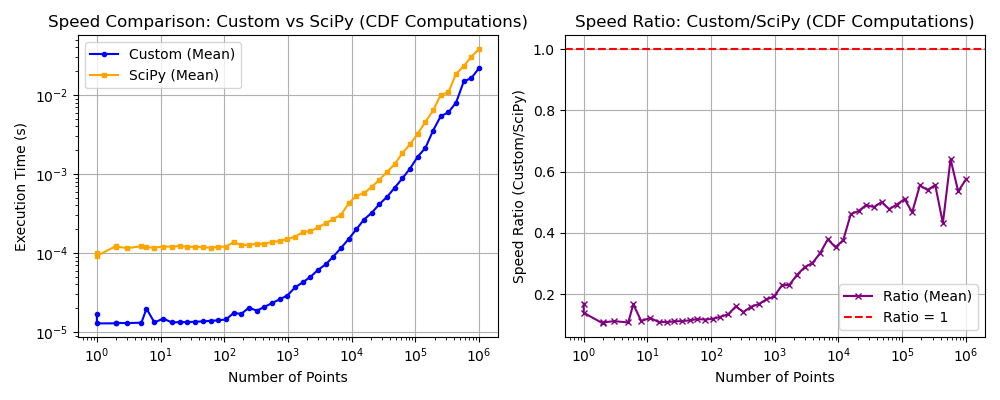 Speed Comparison: Custom vs SciPy (CDF Computations)
Execution Time (s)
10⁻²
10⁻³
10⁻⁴
10⁻⁵
Custom (Mean)
SciPy (Mean)
10⁰ 10¹ 10² 10³ 10⁴ 10⁵ 10⁶
Number of Points
Speed Ratio: Custom/SciPy (CDF Computations)
Speed Ratio (Custom/SciPy)
1.0
0.8
0.6
0.4
0.2
Ratio (Mean)
Ratio = 1
10⁰ 10¹ 10² 10³ 10⁴ 10⁵ 10⁶
Number of Points